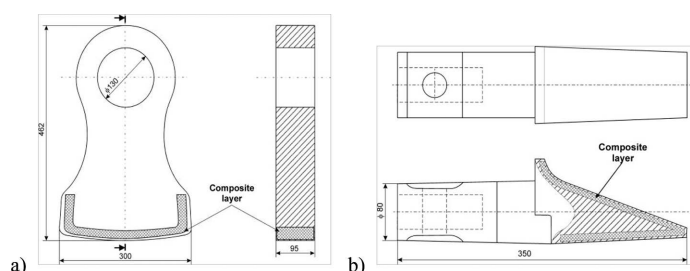 a)
462
ϕ130
Composite
layer
300
95
b)
Composite
layer
ϕ 80
350